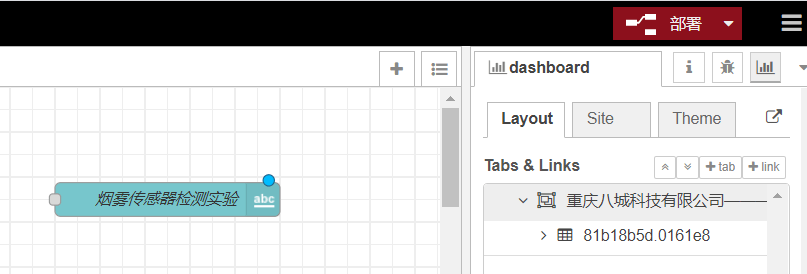 部署
dashboard
Layout
Site
Theme
Tabs & Links
tab
link
烟雾传感器检测实验
abc
重庆八城科技有限公司———
81b18b5d.0161e8